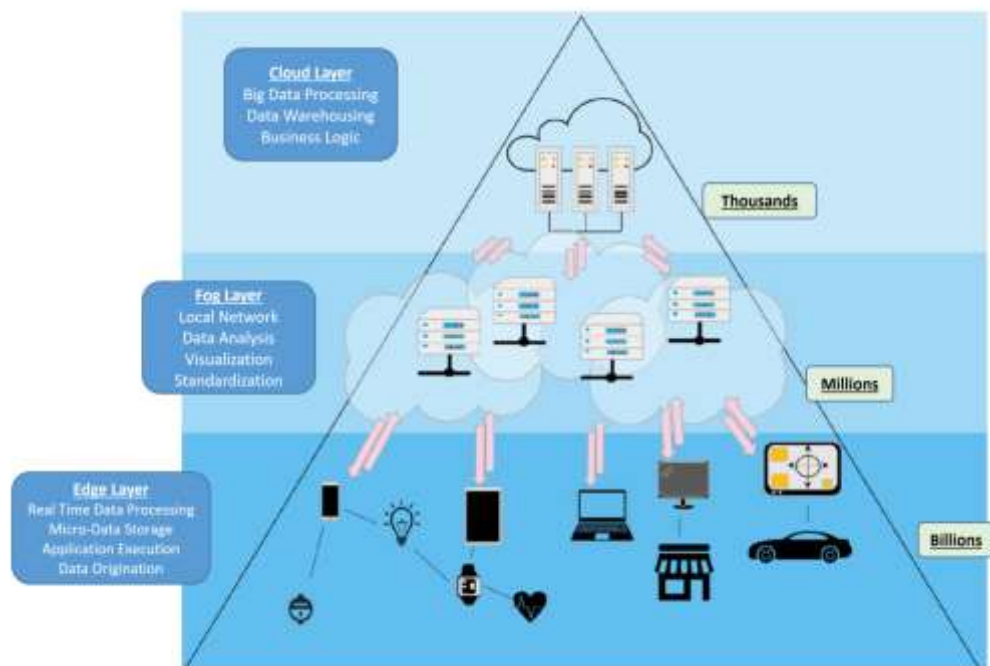 Cloud Layer
Big Data Processing
Data Warehousing
Business Logic
Thousands
Fog Layer
Local Network
Data Analysis
Visualization
Standardization
Millions
Edge Layer
Real Time Data Processing
Micro-Data Storage
Application Execution
Data Origination
Billions